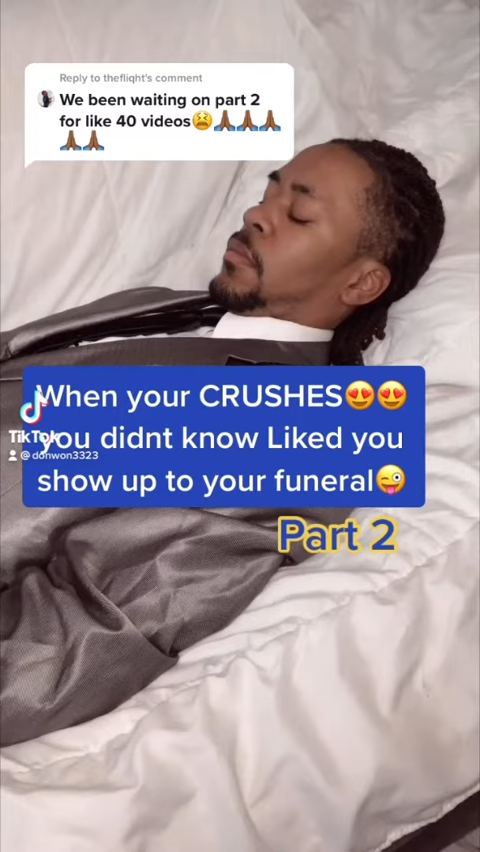 Reply to theflight's comment
We been waiting on part 2
for like 40 videos😫🙏🏾🙏🏾🙏🏾
🙏🏾🙏🏾
When your CRUSHES😍😍
you didnt know Liked you
show up to your funeral😜
TikTok
@donwon3323
Part 2